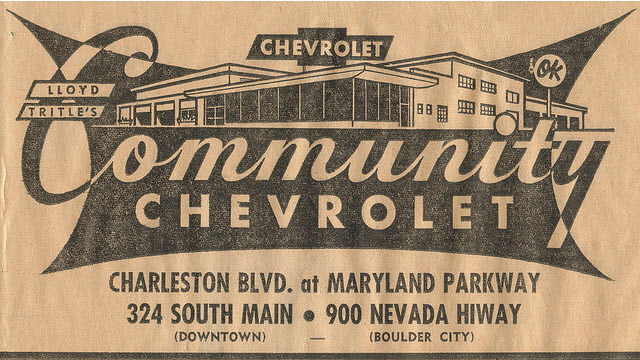 CHEVROLET
OK
LLOYD
TRITLE'S
Community
CHEVROLET
CHARLESTON BLVD. at MARYLAND PARKWAY
324 SOUTH MAIN • 900 NEVADA HIWAY
(DOWNTOWN) — (BOULDER CITY)